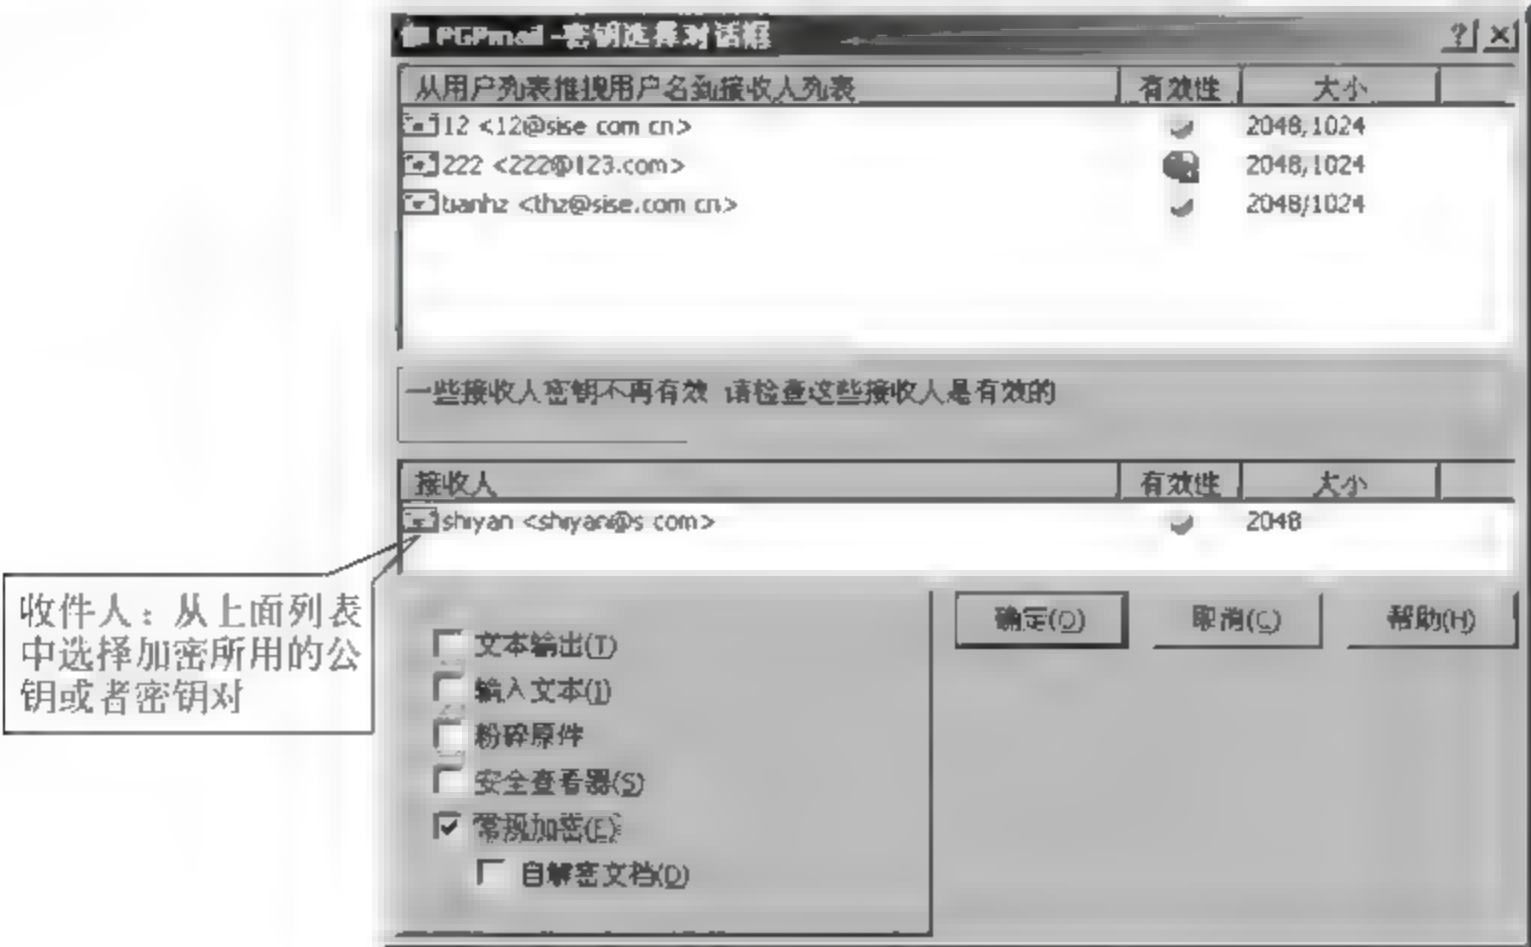 PGPmail -密钥选择对话框
从用户列表推拽用户名到接收人列表 有效性 大小
12 <12@sise com cn> 2048/1024
222 <222@123.com> 2048/1024
tianhz <thz@sise.com cn> 2048/1024
一些接收人密钥不再有效 请检查这些接收人是有效的
接收人 有效性 大小
shiyan <shiyan@s com> 2048
收件人：从上面列表
中选择加密所用的公
钥或者密钥对
确定(O) 取消(C) 帮助(H)
文本输出(T)
输入文本(I)
粉碎原件
安全查看器(S)
常规加密(E)
自解密文档(D)